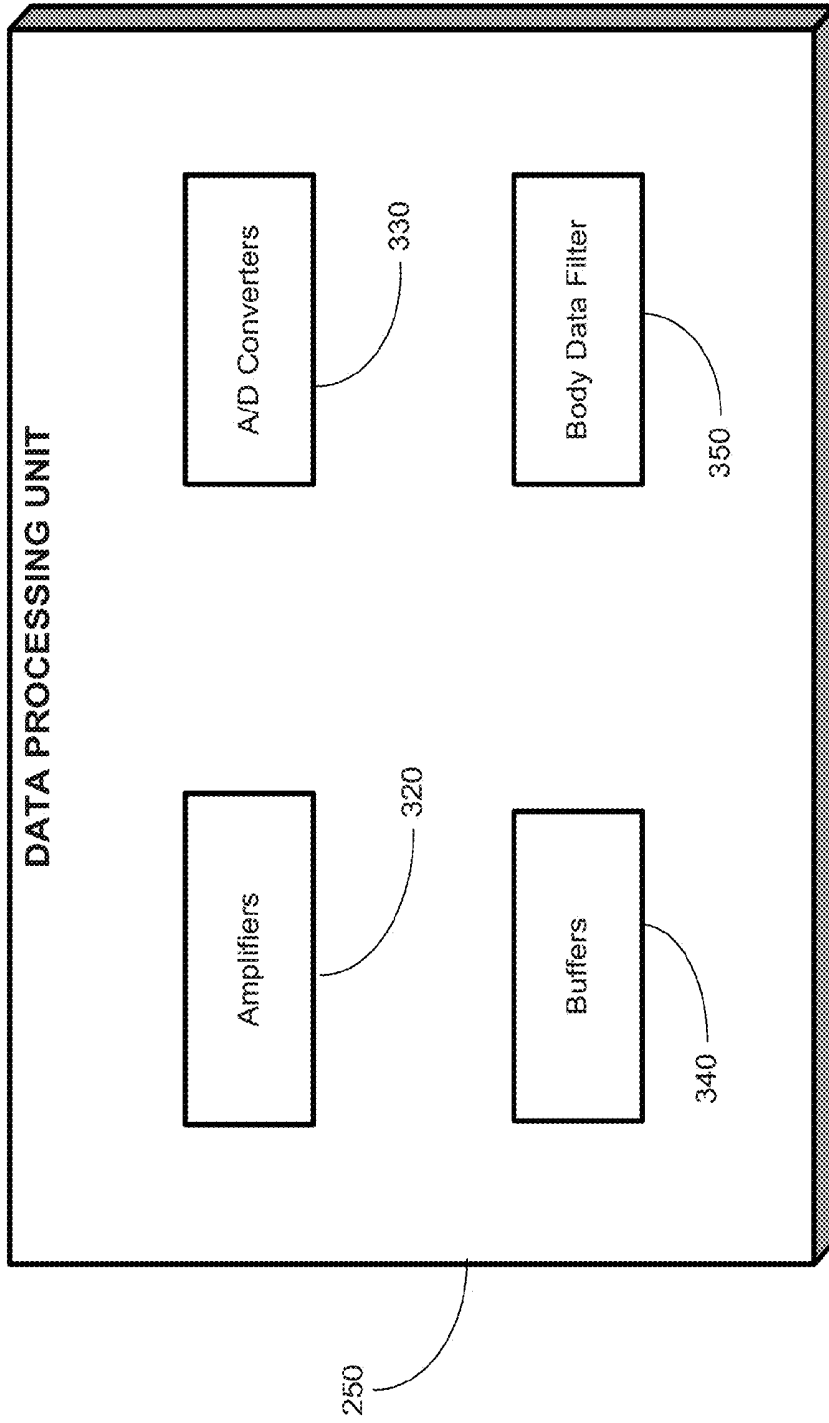 DATA PROCESSING UNIT
Amplifiers
320
A/D Converters
330
Buffers
340
Body Data Filter
350
250